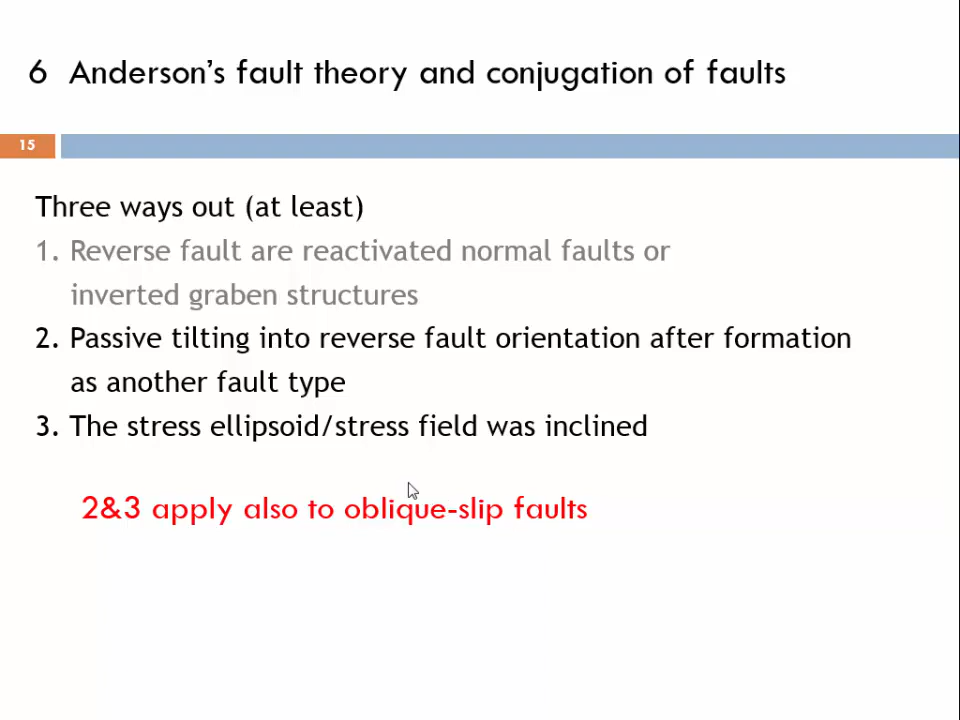 6 Anderson's fault theory and conjugation of faults
15
Three ways out (at least)
1. Reverse fault are reactivated normal faults or
inverted graben structures
2. Passive tilting into reverse fault orientation after formation
as another fault type
3. The stress ellipsoid/stress field was inclined
2&3 apply also to oblique-slip faults